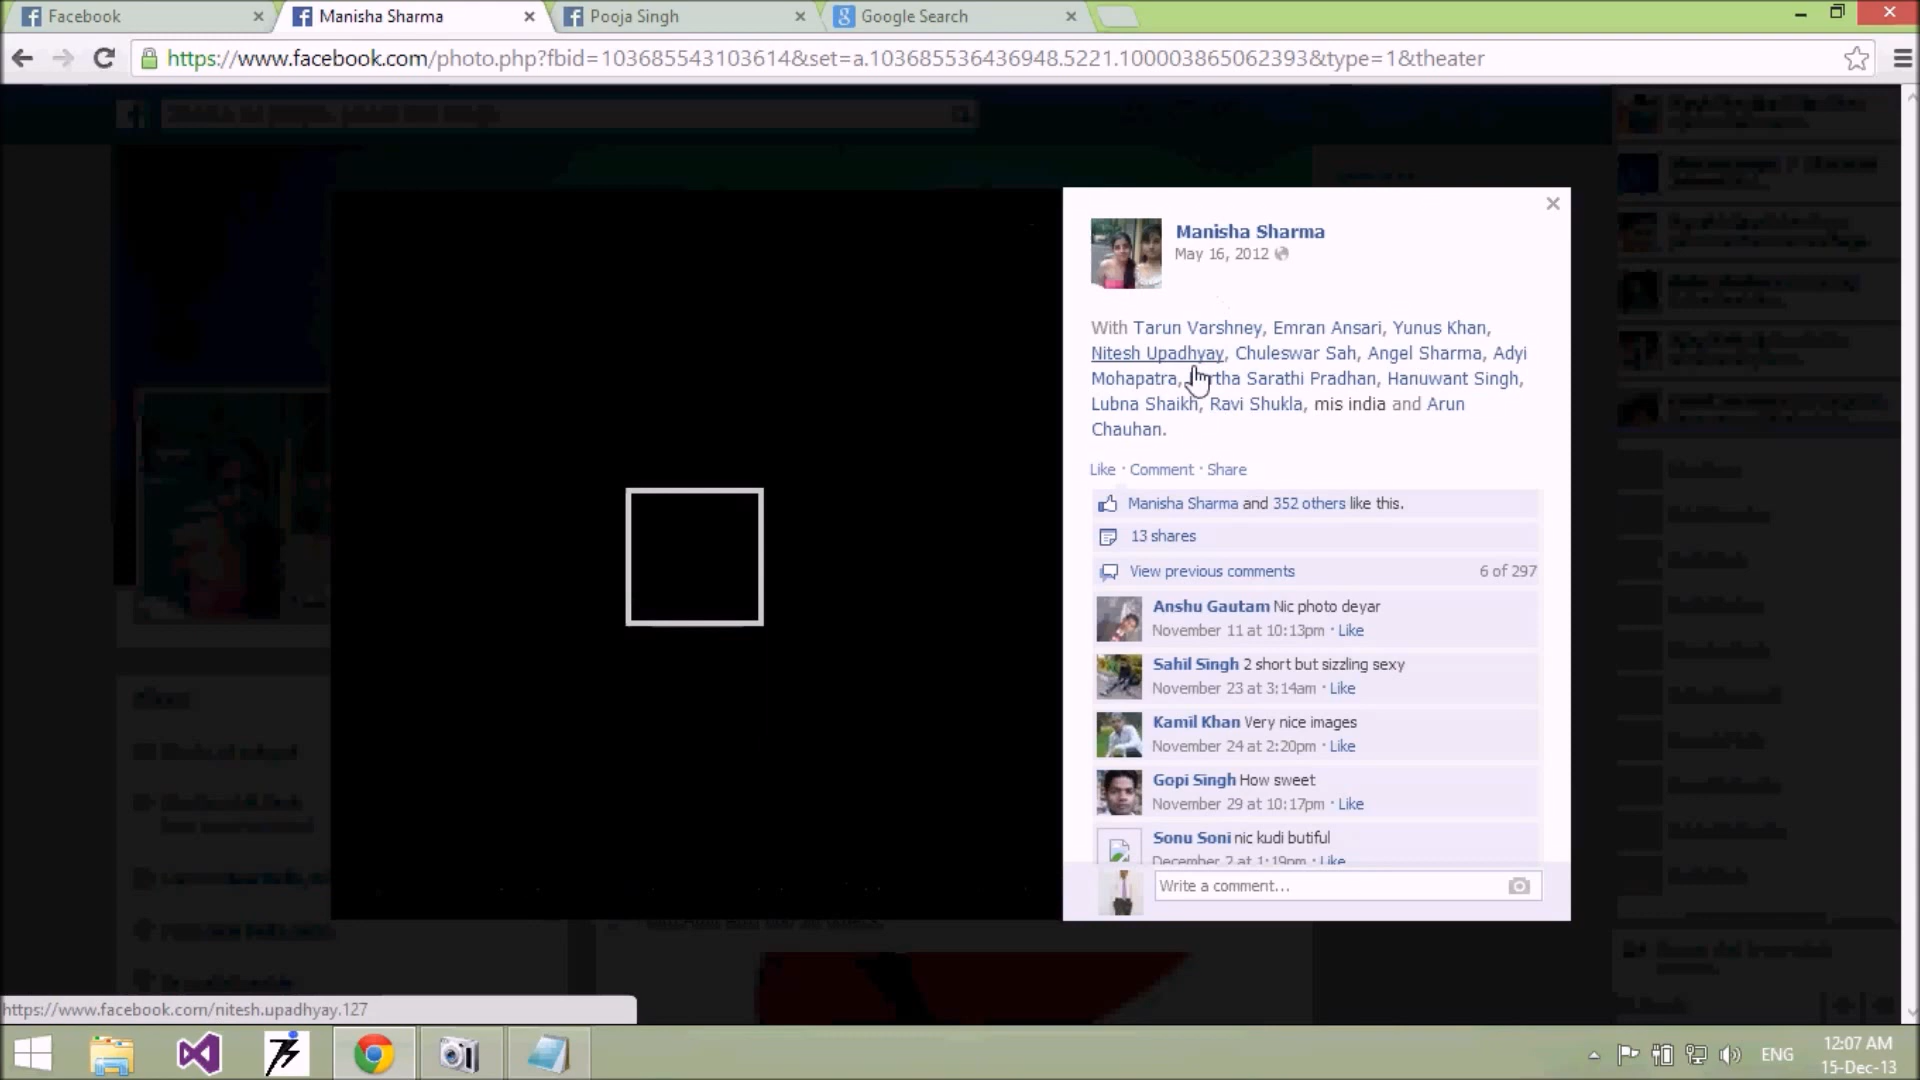 Facebook
Manisha Sharma
Pooja Singh
Google Search
https://www.facebook.com/photo.php?fbid=103685543103614&set=a.103685536436948.5221.100003865062393&type=1&theater
Manisha Sharma
May 16, 2012
With Tarun Varshney, Emran Ansari, Yunus Khan,
Nitesh Upadhyay, Chuleswar Sah, Angel Sharma, Adyi
Mohapatra, rtha Sarathi Pradhan, Hanuwant Singh,
Lubna Shaikh, Ravi Shukla, mis india and Arun
Chauhan.
Like · Comment · Share
Manisha Sharma and 352 others like this.
13 shares
View previous comments 6 of 297
Anshu Gautam Nic photo deyar
November 11 at 10:13pm · Like
Sahil Singh 2 short but sizzling sexy
November 23 at 3:14am · Like
Kamil Khan Very nice images
November 24 at 2:20pm · Like
Gopi Singh How sweet
November 29 at 10:17pm · Like
Sonu Soni nic kudi butiful
December 2 at 1:19pm · Like
Write a comment...
https://www.facebook.com/nitesh.upadhyay.127
ENG
12:07 AM
15-Dec-13